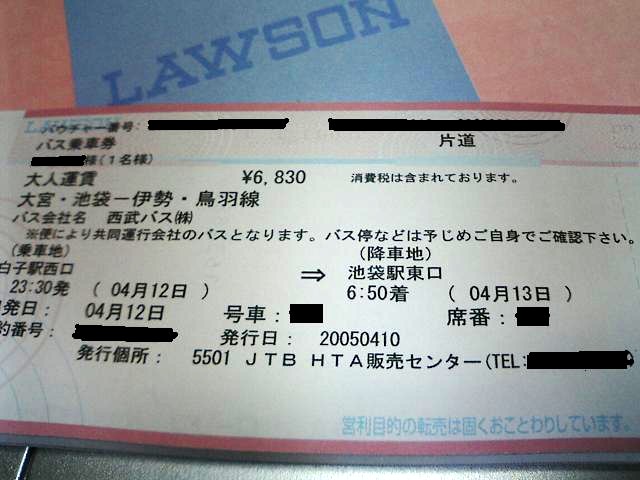 LAWSON
LAWSON
バウチャー番号:
バス乗車券
片道
様(1名様)
大人運賃 ¥6,830 消費税は含まれております。
大宮・池袋ー伊勢・鳥羽線
バス会社名 西武バス㈱
※便により共同運行会社のバスとなります。バス停などは予じめご自身でご確認下さい。
(乗車地) (降車地)
白子駅西口 ⇒ 池袋駅東口
23:30発 (04月12日 ) 6:50着 ( 04月13日 )
発日: 04月12日 号車: 席番:
約番号: 発行日: 20050410
発行個所: 5501 JTB HTA販売センター(TEL:
営利目的の転売は固くおことわりしています。